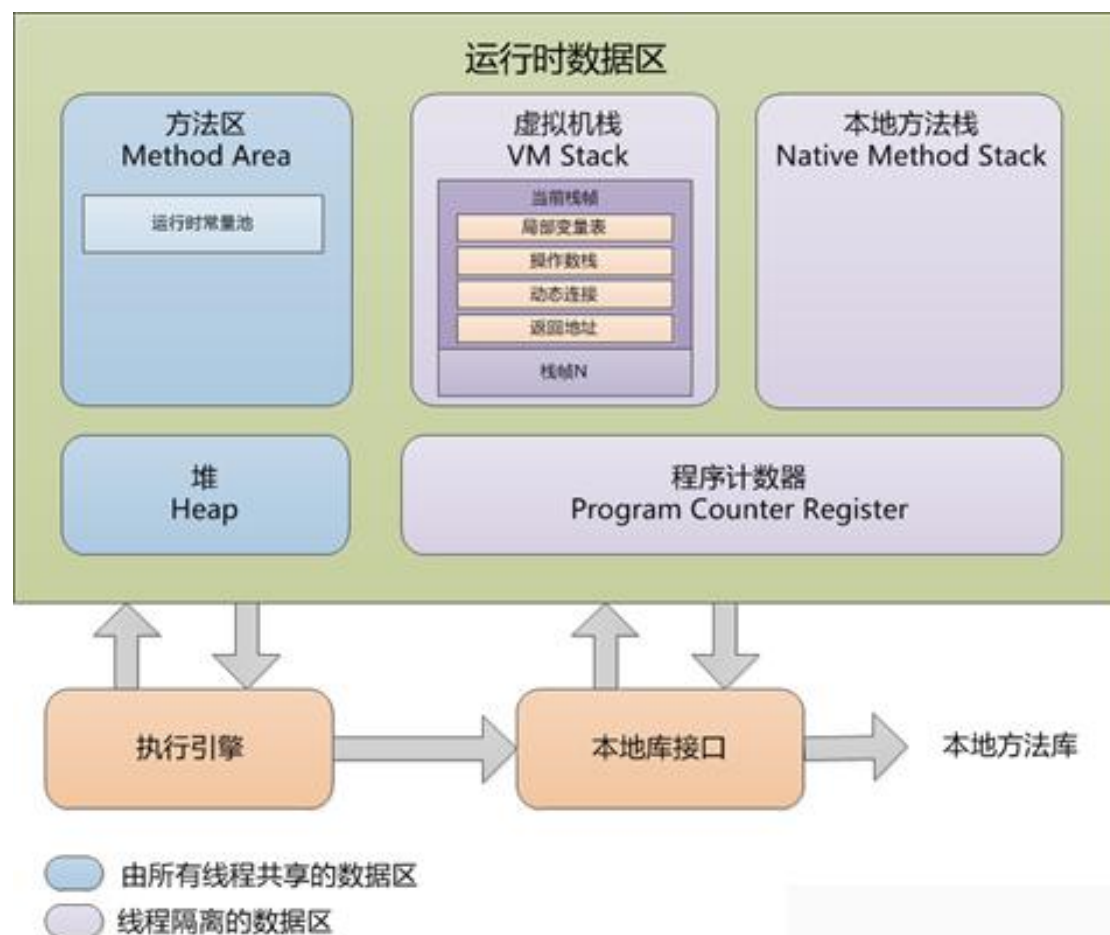 运行时数据区
方法区
Method Area
运行时常量池
虚拟机栈
VM Stack
当前栈帧
局部变量表
操作数栈
动态连接
返回地址
栈帧N
本地方法栈
Native Method Stack
堆
Heap
程序计数器
Program Counter Register
执行引擎
本地库接口
本地方法库
由所有线程共享的数据区
线程隔离的数据区